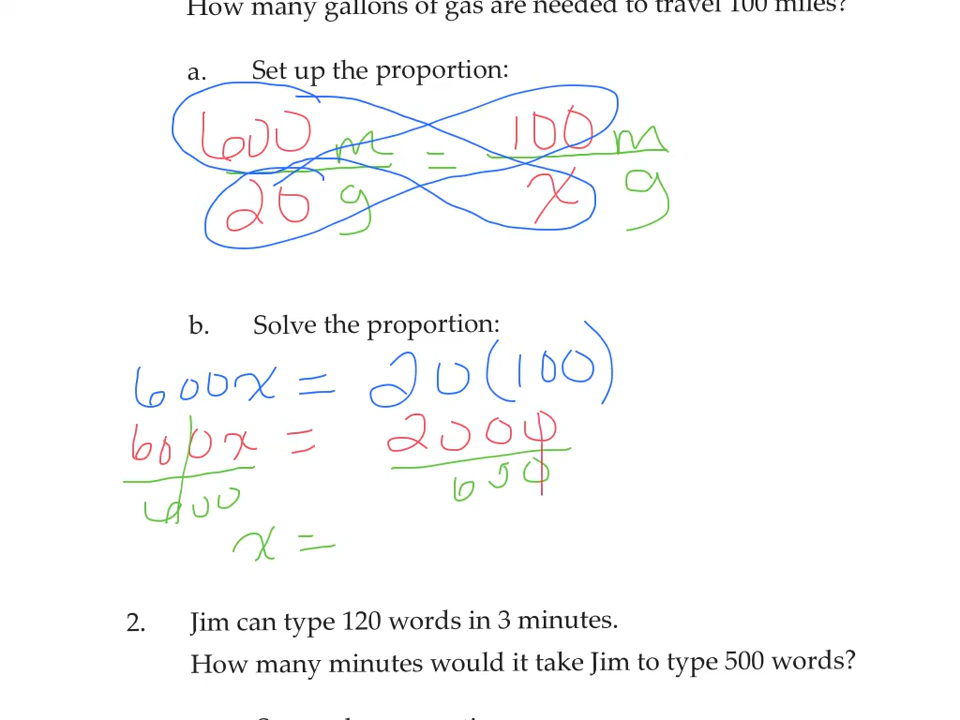 How many gallons of gas are needed to travel 100 miles?
a. Set up the proportion:
600 m = 100 m
20 g x g
b. Solve the proportion:
600x = 20(100)
600x = 2000
600 600
x =
2. Jim can type 120 words in 3 minutes.
How many minutes would it take Jim to type 500 words?